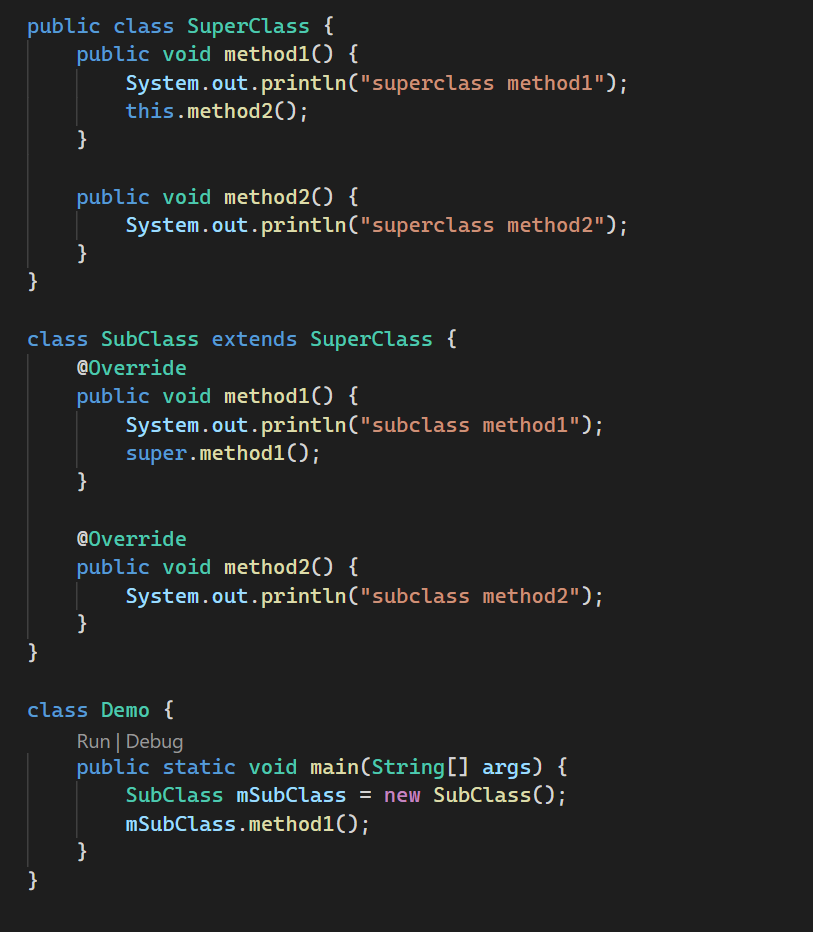 public class SuperClass {
    public void method1() {
        System.out.println("superclass method1");
        this.method2();
    }

    public void method2() {
        System.out.println("superclass method2");
    }
}

class SubClass extends SuperClass {
    @Override
    public void method1() {
        System.out.println("subclass method1");
        super.method1();
    }

    @Override
    public void method2() {
        System.out.println("subclass method2");
    }
}

class Demo {
    Run | Debug
    public static void main(String[] args) {
        SubClass mSubClass = new SubClass();
        mSubClass.method1();
    }
}